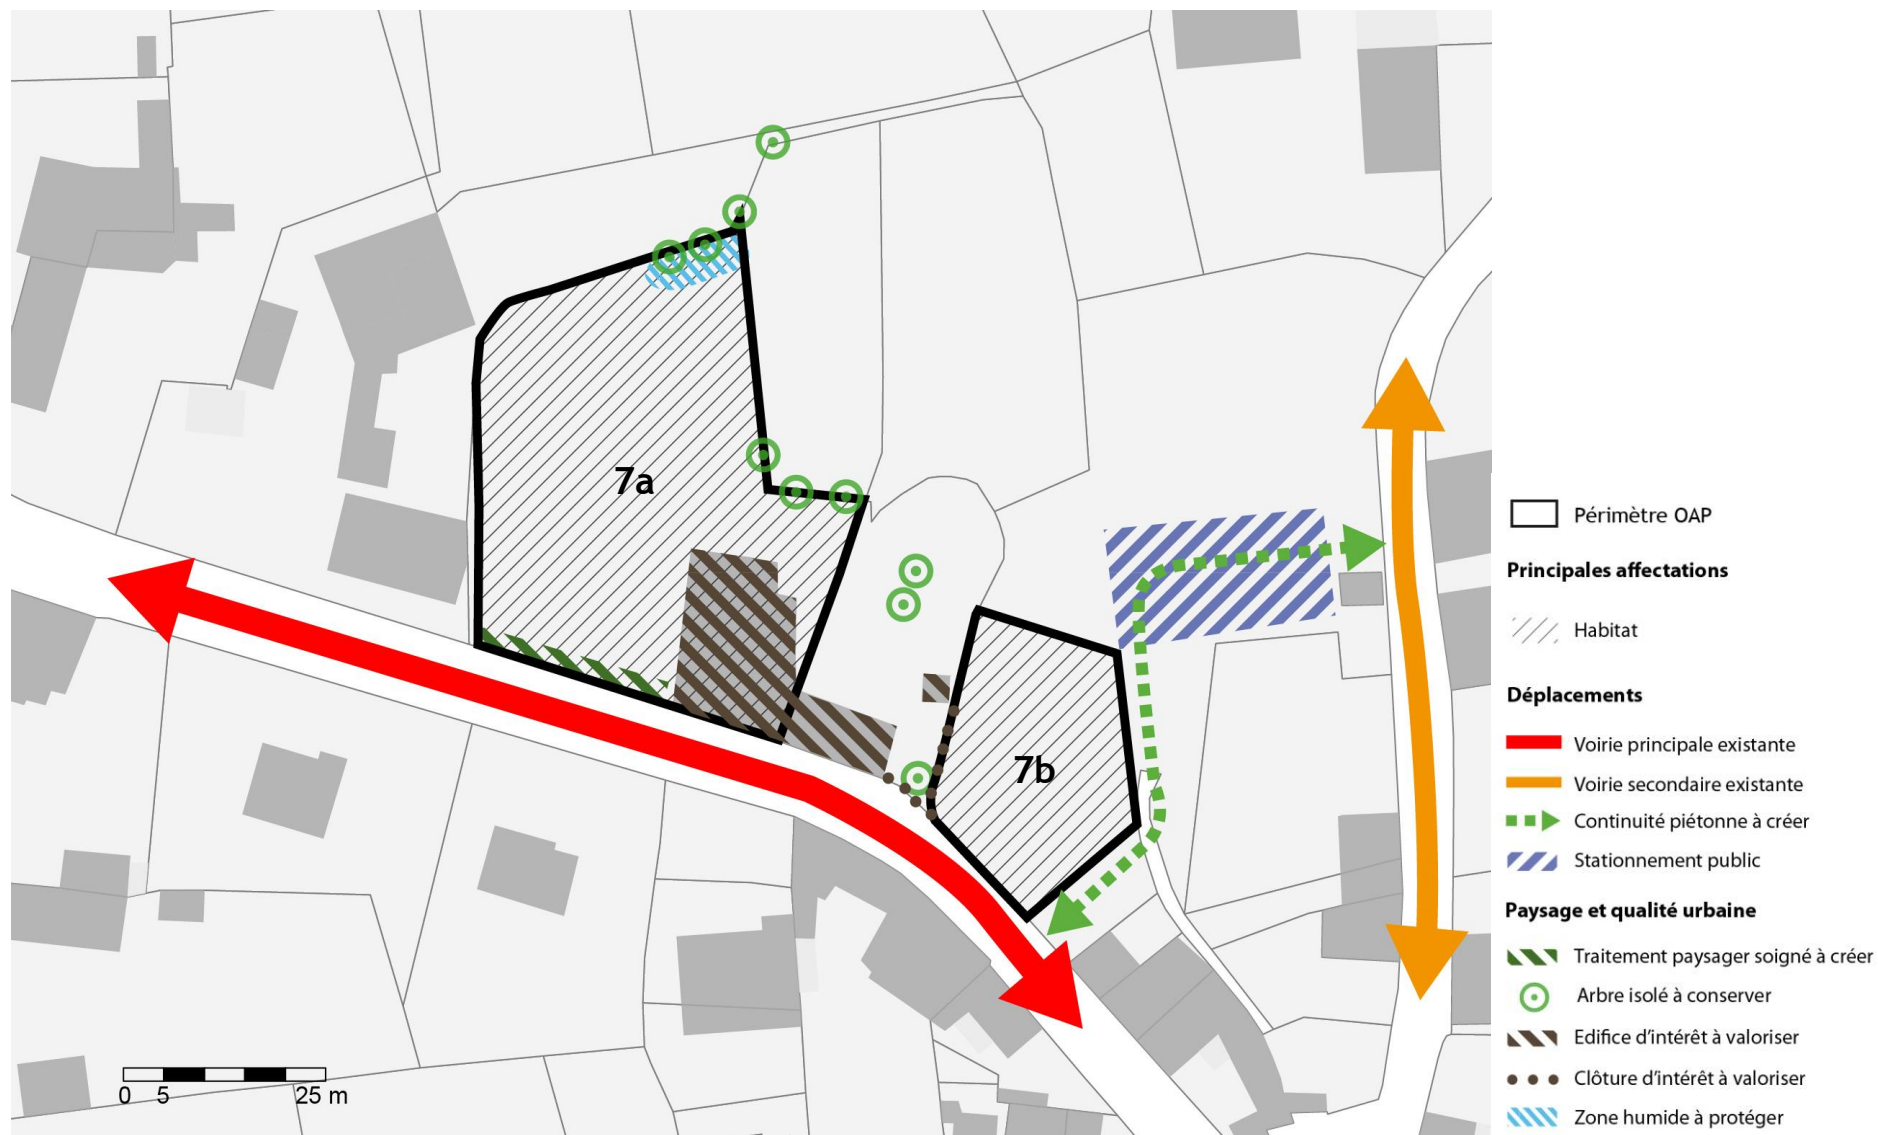 7a
7b
0 5 25 m
Périmètre OAP
Principales affectations
Habitat
Déplacements
Voirie principale existante
Voirie secondaire existante
Continuité piétonne à créer
Stationnement public
Paysage et qualité urbaine
Traitement paysager soigné à créer
Arbre isolé à conserver
Edifice d'intérêt à valoriser
Clôture d'intérêt à valoriser
Zone humide à protéger